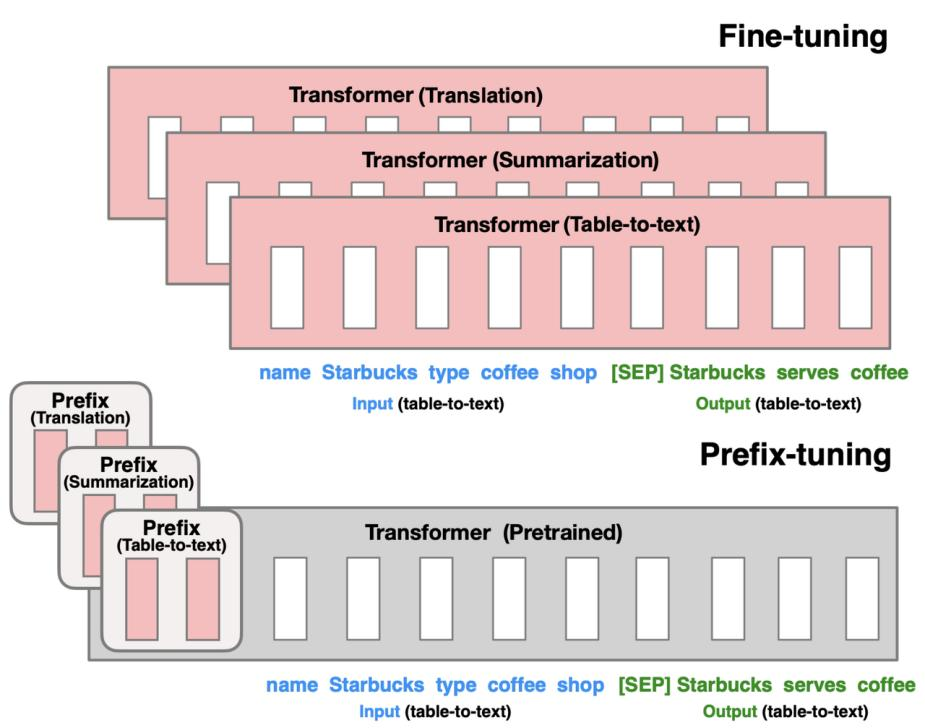 Fine-tuning
Transformer (Translation)
Transformer (Summarization)
Transformer (Table-to-text)
name Starbucks type coffee shop [SEP] Starbucks serves coffee
Input (table-to-text) Output (table-to-text)
Prefix
(Translation)
Prefix-tuning
Prefix
(Summarization)
Prefix
(Table-to-text)
Transformer (Pretrained)
name Starbucks type coffee shop [SEP] Starbucks serves coffee
Input (table-to-text) Output (table-to-text)